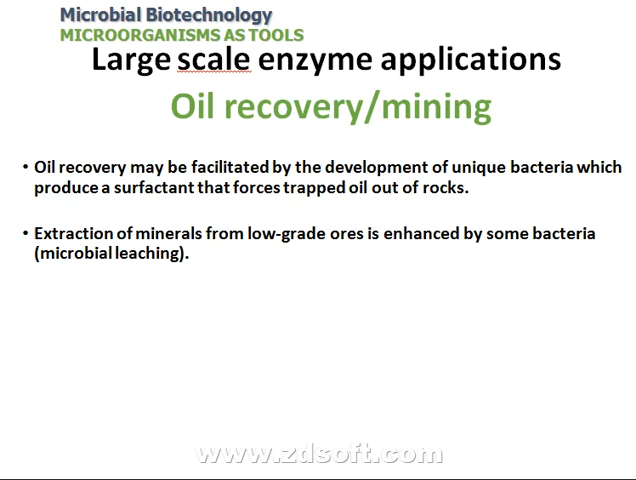 Microbial Biotechnology
MICROORGANISMS AS TOOLS
Large scale enzyme applications
Oil recovery/mining
• Oil recovery may be facilitated by the development of unique bacteria which
produce a surfactant that forces trapped oil out of rocks.
• Extraction of minerals from low-grade ores is enhanced by some bacteria
(microbial leaching).
www.zdsoft.com